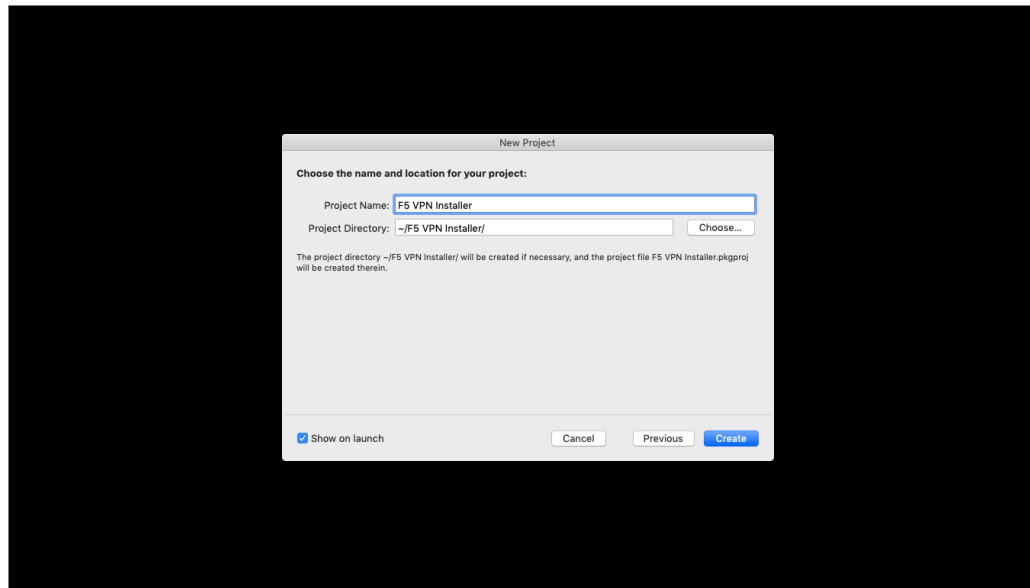 New Project
Choose the name and location for your project:
Project Name: F5 VPN Installer
Project Directory: ~/F5 VPN Installer/ Choose...
The project directory ~/F5 VPN Installer/ will be created if necessary, and the project file F5 VPN Installer.pkgproj
will be created therein.
Show on launch Cancel Previous Create